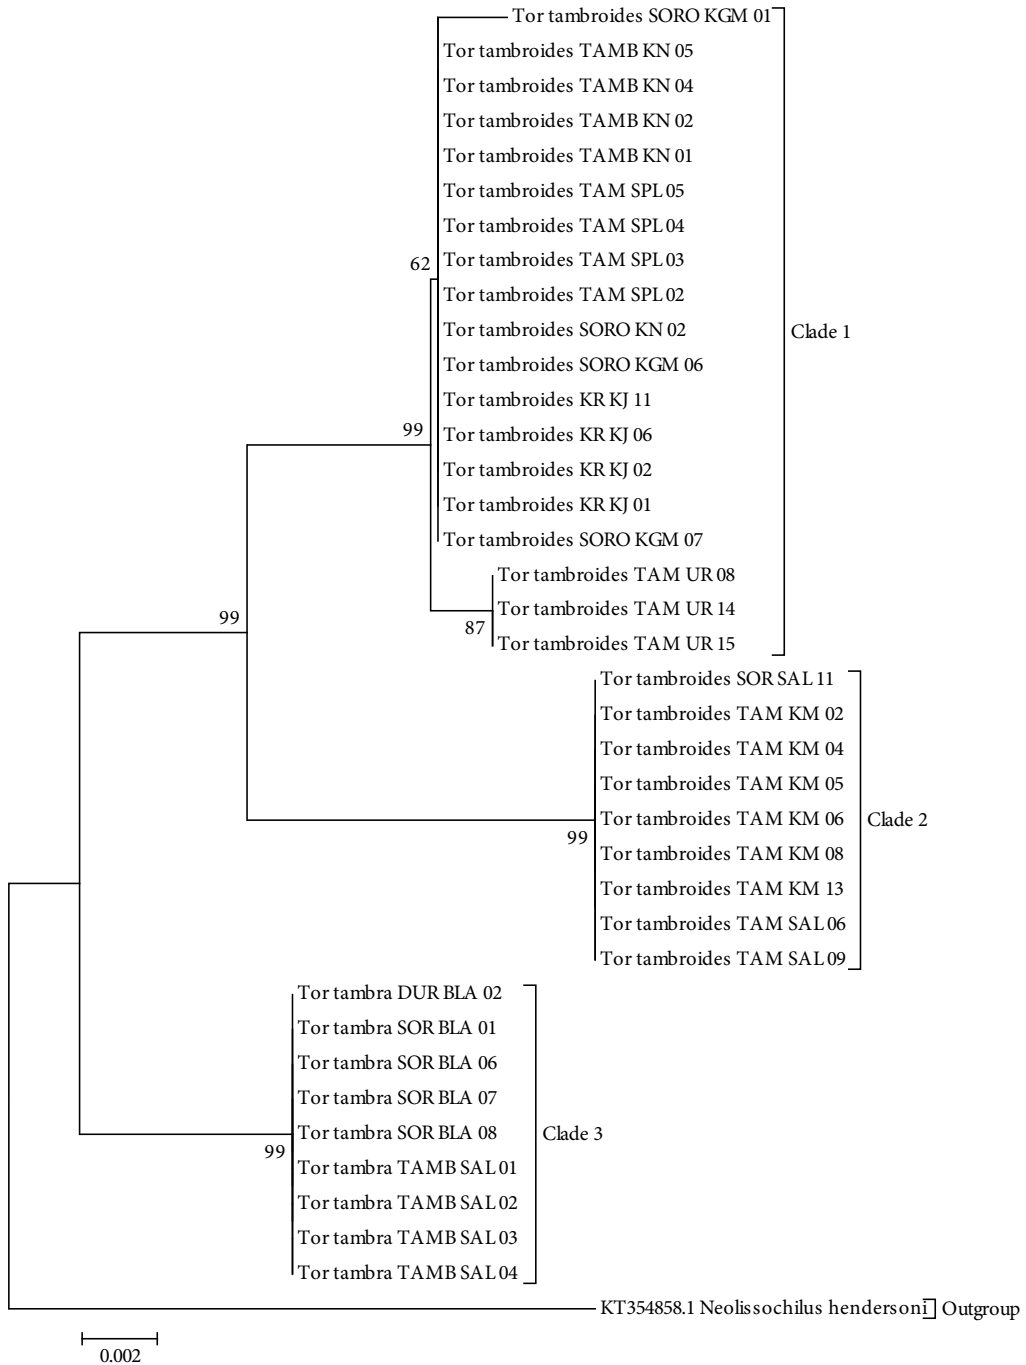 Tor tambroides SORO KGM 01
Tor tambroides TAMB KN 05
Tor tambroides TAMB KN 04
Tor tambroides TAMB KN 02
Tor tambroides TAMB KN 01
Tor tambroides TAM SPL 05
Tor tambroides TAM SPL 04
Tor tambroides TAM SPL 03
62
Tor tambroides TAM SPL 02
Tor tambroides SORO KN 02
Clade 1
Tor tambroides SORO KGM 06
Tor tambroides KR KJ 11
99
Tor tambroides KR KJ 06
Tor tambroides KR KJ 02
Tor tambroides KR KJ 01
Tor tambroides SORO KGM 07
Tor tambroides TAM UR 08
Tor tambroides TAM UR 14
99
87
Tor tambroides TAM UR 15
Tor tambroides SOR SAL 11
Tor tambroides TAM KM 02
Tor tambroides TAM KM 04
Tor tambroides TAM KM 05
Tor tambroides TAM KM 06
Clade 2
99
Tor tambroides TAM KM 08
Tor tambroides TAM KM 13
Tor tambroides TAM SAL 06
Tor tambroides TAM SAL 09
Tor tambra DUR BLA 02
Tor tambra SOR BLA 01
Tor tambra SOR BLA 06
Tor tambra SOR BLA 07
Tor tambra SOR BLA 08
Clade 3
99
Tor tambra TAMB SAL 01
Tor tambra TAMB SAL 02
Tor tambra TAMB SAL 03
Tor tambra TAMB SAL 04
KT354858.1 Neolissochilus hendersoni
Outgroup
0.002